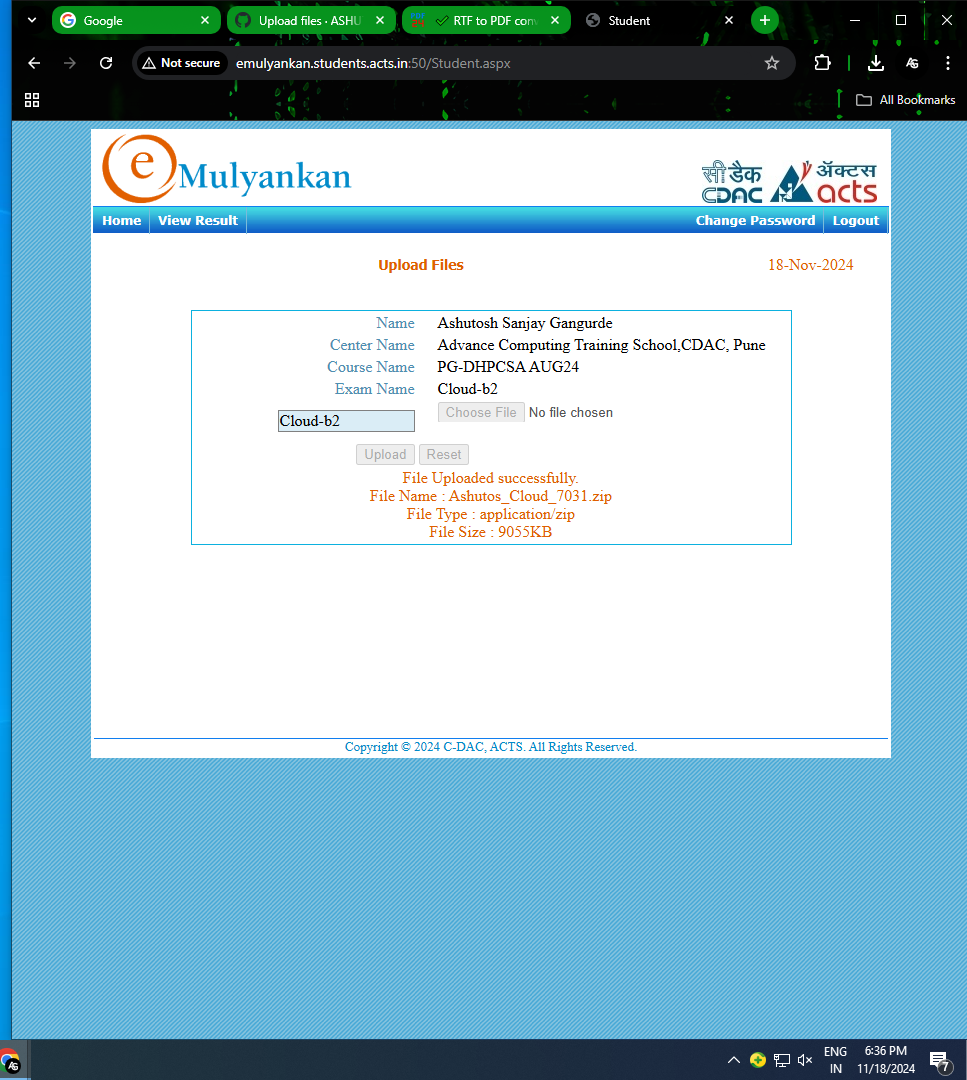 Google
Upload files · ASHU
RTF to PDF con
Student
Not secure
emulyankan.students.acts.in:50/Student.aspx
AG
All Bookmarks
e Mulyankan
सी डैक
CDAC
ॲक्टस
acts
Home
View Result
Change Password
Logout
Upload Files
18-Nov-2024
Name Ashutosh Sanjay Gangurde
Center Name Advance Computing Training School,CDAC, Pune
Course Name PG-DHPCSA AUG24
Exam Name Cloud-b2
Cloud-b2 Choose File No file chosen
Upload Reset
File Uploaded successfully.
File Name : Ashutos_Cloud_7031.zip
File Type : application/zip
File Size : 9055KB
Copyright © 2024 C-DAC, ACTS. All Rights Reserved.
AG
ENG
IN
6:36 PM
11/18/2024
7